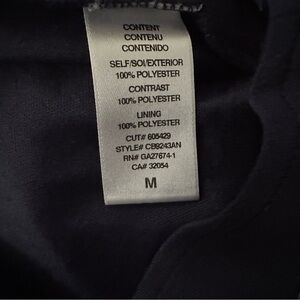 CONTENT
CONTENU
CONTENIDO
SELF/SOI/EXTERIOR
100% POLYESTER
CONTRAST
100% POLYESTER
LINING
100% POLYESTER
CUT# 605429
STYLE# CB9243AN
RN# GA27674-1
CA# 32054
M